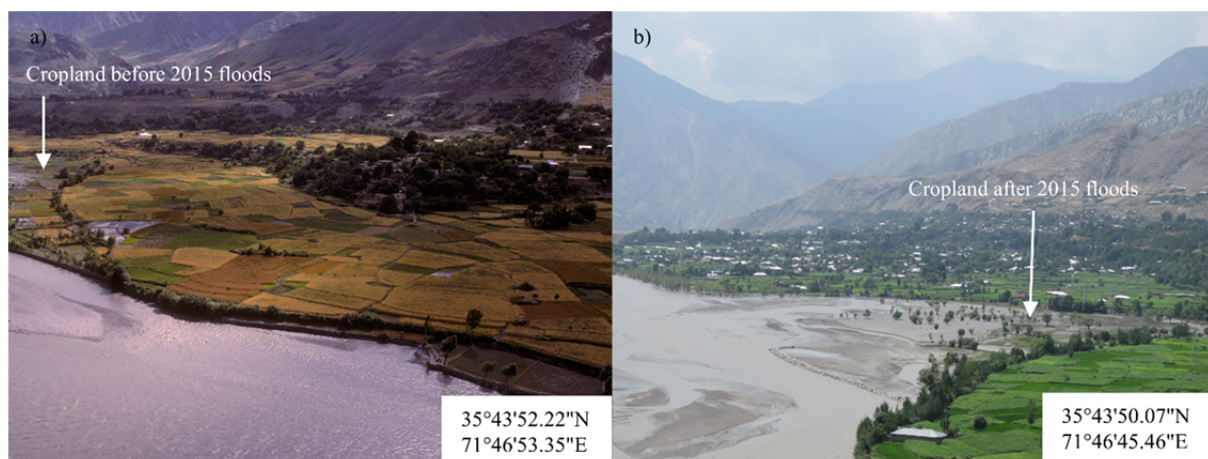 a)
Cropland before 2015 floods
35°43'52.22"N
71°46'53.35"E
b)
Cropland after 2015 floods
35°43'50.07"N
71°46'45.46"E